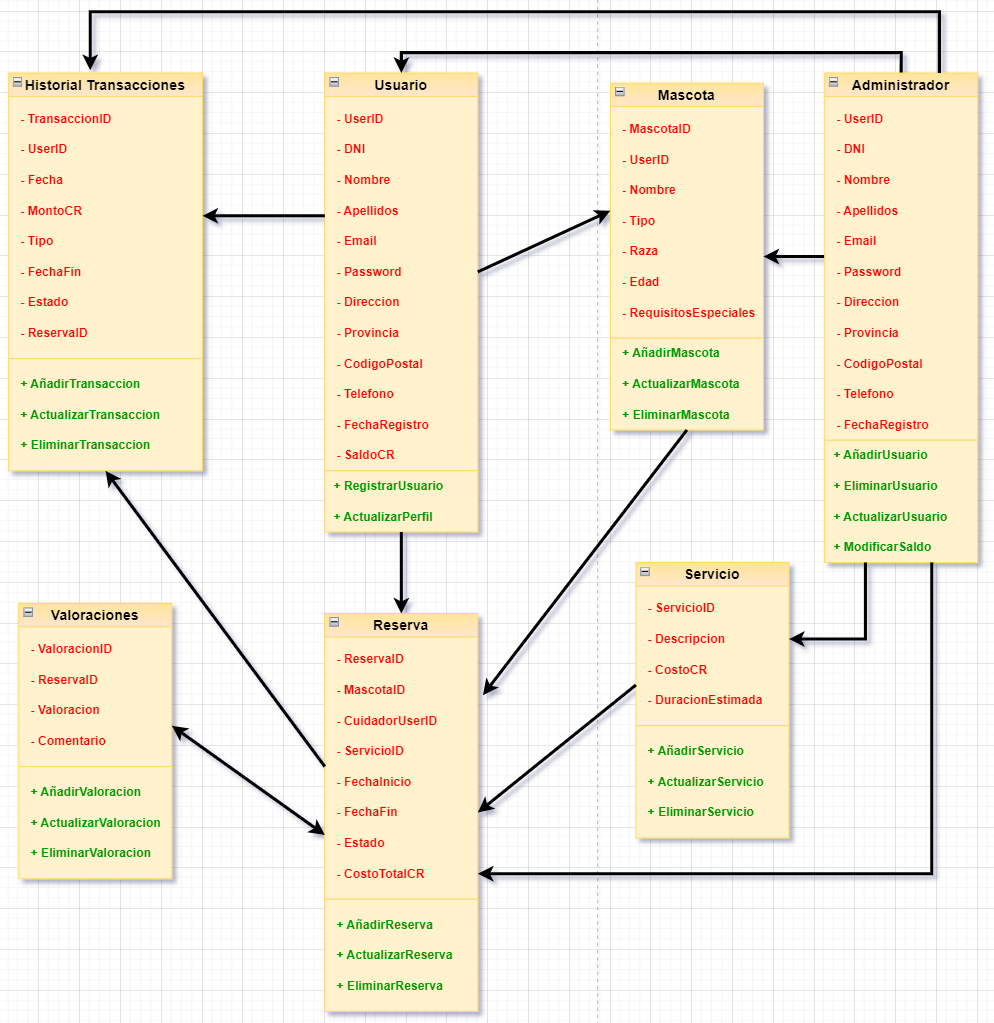 Historial Transacciones
- TransaccionID
- UserID
- Fecha
- MontoCR
- Tipo
- FechaFin
- Estado
- ReservaID
+ AñadirTransaccion
+ ActualizarTransaccion
+ EliminarTransaccion
Usuario
- UserID
- DNI
- Nombre
- Apellidos
- Email
- Password
- Direccion
- Provincia
- CodigoPostal
- Telefono
- FechaRegistro
- SaldoCR
+ RegistrarUsuario
+ ActualizarPerfil
Mascota
- MascotaID
- UserID
- Nombre
- Tipo
- Raza
- Edad
- RequisitosEspeciales
+ AñadirMascota
+ ActualizarMascota
+ EliminarMascota
Administrador
- UserID
- DNI
- Nombre
- Apellidos
- Email
- Password
- Direccion
- Provincia
- CodigoPostal
- Telefono
- FechaRegistro
+ AñadirUsuario
+ EliminarUsuario
+ ActualizarUsuario
+ ModificarSaldo
Valoraciones
- ValoracionID
- ReservaID
- Valoracion
- Comentario
+ AñadirValoracion
+ ActualizarValoracion
+ EliminarValoracion
Reserva
- ReservaID
- MascotaID
- CuidadorUserID
- ServicioID
- FechaInicio
- FechaFin
- Estado
- CostoTotalCR
+ AñadirReserva
+ ActualizarReserva
+ EliminarReserva
Servicio
- ServicioID
- Descripcion
- CostoCR
- DuracionEstimada
+ AñadirServicio
+ ActualizarServicio
+ EliminarServicio